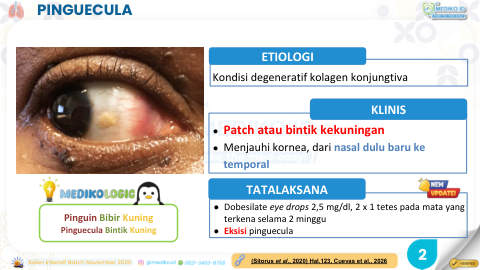 PINGUECULA
MEDIKO.ID
ETIOLOGI
Kondisi degeneratif kolagen konjungtiva
KLINIS
Patch atau bintik kekuningan
Menjauhi kornea, dari nasal dulu baru ke
temporal
NEW
UPDATE!
MEDIKOLOGIC
TATALAKSANA
Dobesilate eye drops 2,5 mg/dl, 2 x 1 tetes pada mata yang
terkena selama 2 minggu
Eksisi pinguecula
Pinguin Bibir Kuning
Pinguecula Bintik Kuning
(Sitorus et al., 2020) Hal.123, Cuevas et al., 2026
2